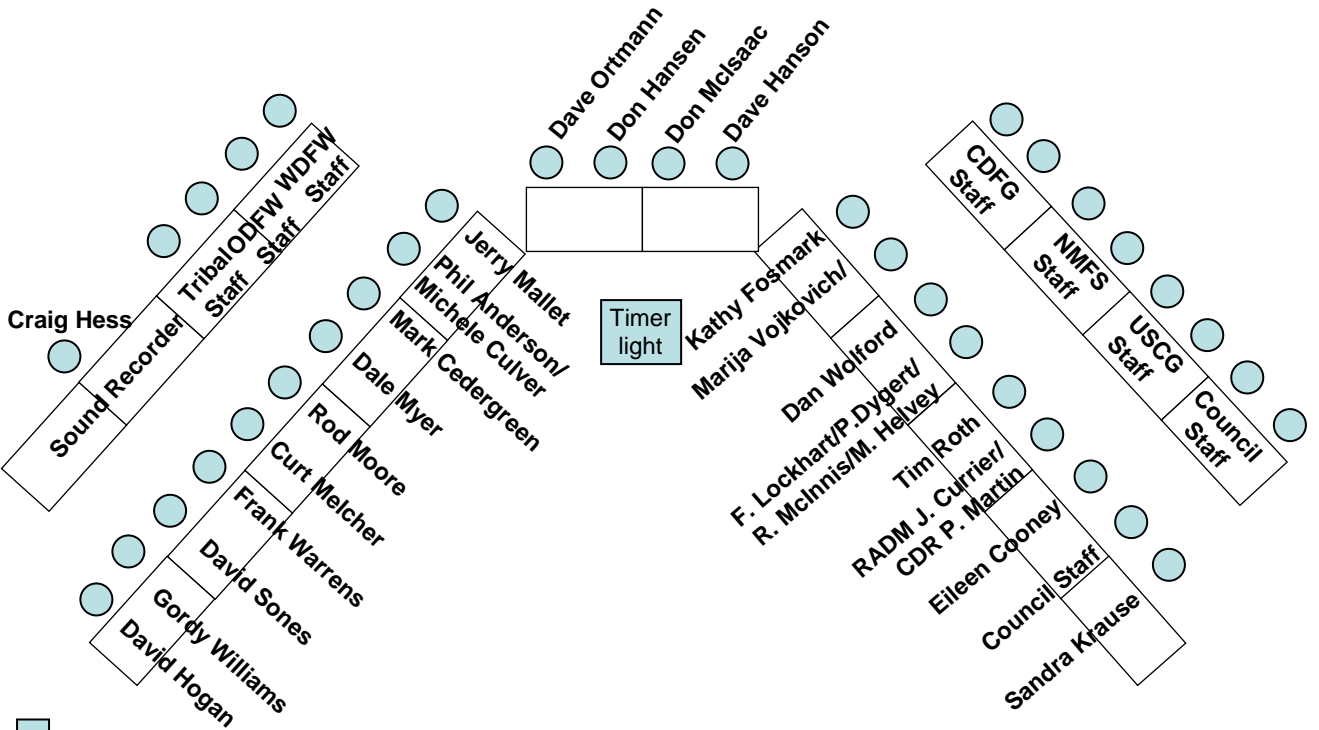 Dave Ortmann
Don Hansen
Don McIsaac
Dave Hanson
WDFW
Staff
ODFW
Staff
Tribal
Staff
Craig Hess
Sound Recorder
Jerry Mallet
Phil Anderson/
Michele Culver
Mark Cedergreen
Dale Myer
Rod Moore
Curt Melcher
Frank Warrens
David Sones
Gordy Williams
David Hogan
Timer
light
Kathy Fosmark
Marija Vojkovich/
Dan Wolford
F. Lockhart/P.Dygert/
R. McInnis/M. Helvey
Tim Roth
RADM J. Currier/
CDR P. Martin
Eileen Cooney
Council Staff
Sandra Krause
CDFG
Staff
NMFS
Staff
USCG
Staff
Council
Staff